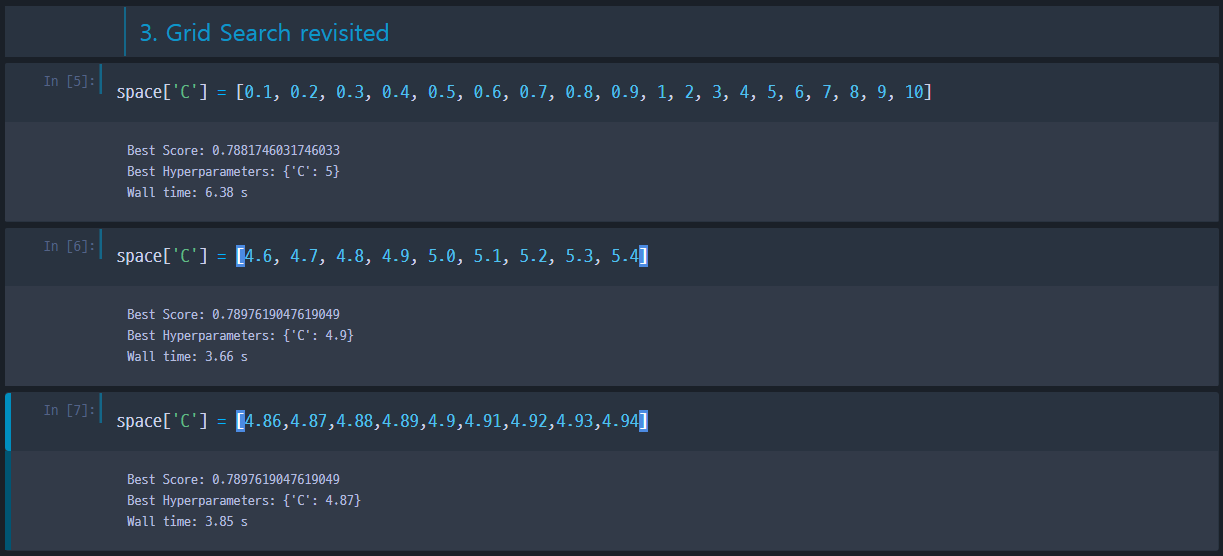 3. Grid Search revisited
In [5]:
space['C'] = [0.1, 0.2, 0.3, 0.4, 0.5, 0.6, 0.7, 0.8, 0.9, 1, 2, 3, 4, 5, 6, 7, 8, 9, 10]
Best Score: 0.7881746031746033
Best Hyperparameters: {'C': 5}
Wall time: 6.38 s
In [6]:
space['C'] = [4.6, 4.7, 4.8, 4.9, 5.0, 5.1, 5.2, 5.3, 5.4]
Best Score: 0.7897619047619049
Best Hyperparameters: {'C': 4.9}
Wall time: 3.66 s
In [7]:
space['C'] = [4.86,4.87,4.88,4.89,4.9,4.91,4.92,4.93,4.94]
Best Score: 0.7897619047619049
Best Hyperparameters: {'C': 4.87}
Wall time: 3.85 s